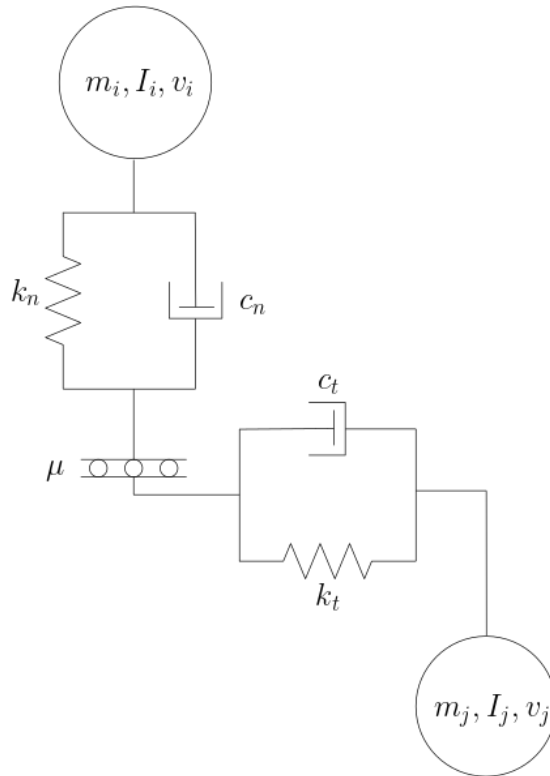 m_i, I_i, v_i
k_n
c_n
c_t
μ
k_t
m_j, I_j, v_j